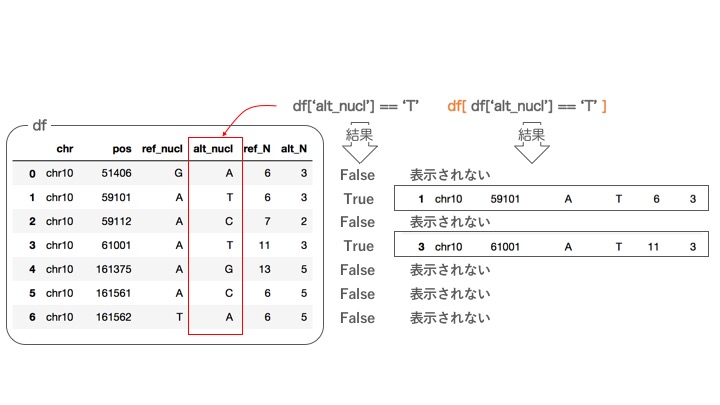 df['alt_nucl'] == ‘T’ df[ df[‘alt_nucl’] == ‘T’ ]
df
結果 結果
chr pos ref_nucl alt_nucl ref_N alt_N
0 chr10 51406 G A 6 3 False 表示されない
1 chr10 59101 A T 6 3 True 1 chr10 59101 A T 6 3
2 chr10 59112 A C 7 2 False 表示されない
3 chr10 61001 A T 11 3 True 3 chr10 61001 A T 11 3
4 chr10 161375 A G 13 5 False 表示されない
5 chr10 161561 A C 6 5 False 表示されない
6 chr10 161562 T A 6 5 False 表示されない